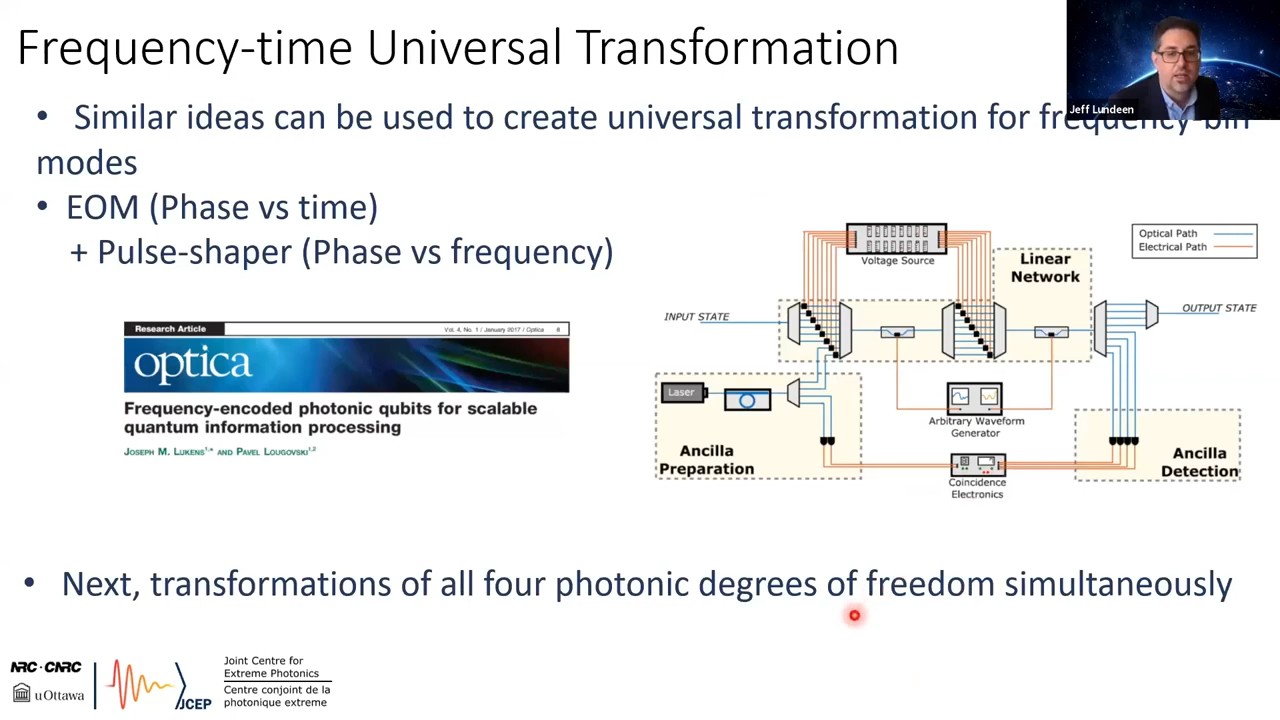 Frequency-time Universal Transformation
Jeff Lundeen
• Similar ideas can be used to create universal transformation for frequency-bin
modes
• EOM (Phase vs time)
+ Pulse-shaper (Phase vs frequency)
Research Article
Vol. 4, No. 1 / January 2017 / Optica 8
optica
Frequency-encoded photonic qubits for scalable
quantum information processing
JOSEPH M. LUKENS1,* AND PAVEL LOUGOVSKI1,2
Optical Path
Electrical Path
Voltage Source
Linear
Network
INPUT STATE
OUTPUT STATE
Laser
Arbitrary Waveform
Generator
Ancilla
Preparation
Ancilla
Detection
Coincidence
Electronics
• Next, transformations of all four photonic degrees of freedom simultaneously
NRC·CNRC
uOttawa
JCEP
Joint Centre for
Extreme Photonics
Centre conjoint de la
photonique extreme